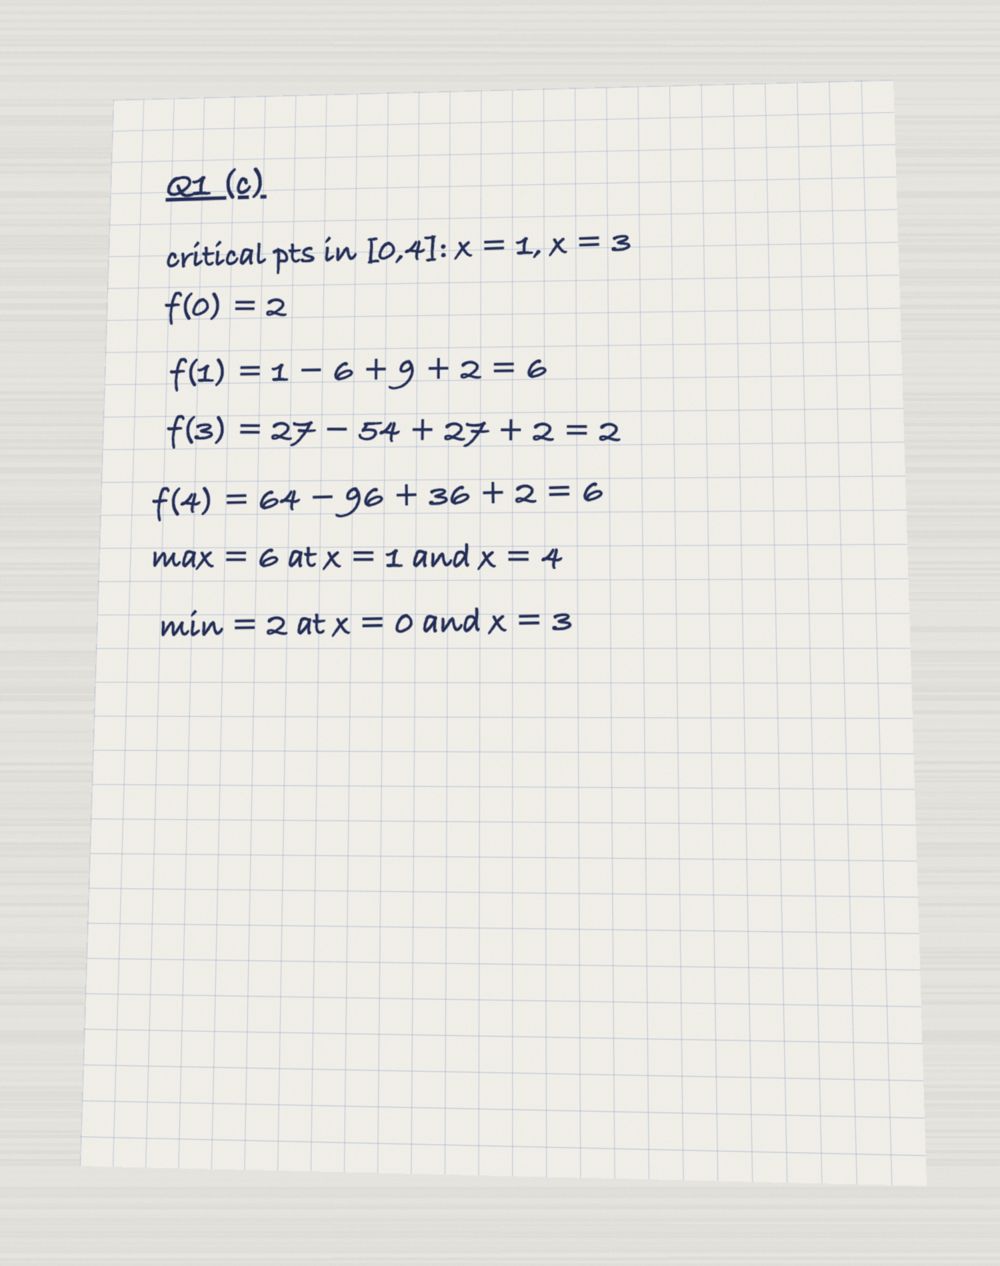 Q1 (c).
critical pts in [0,4]: x = 1, x = 3
f(0) = 2
f(1) = 1 − 6 + 9 + 2 = 6
f(3) = 27 − 54 + 27 + 2 = 2
f(4) = 64 − 96 + 36 + 2 = 6
max = 6 at x = 1 and x = 4
min = 2 at x = 0 and x = 3